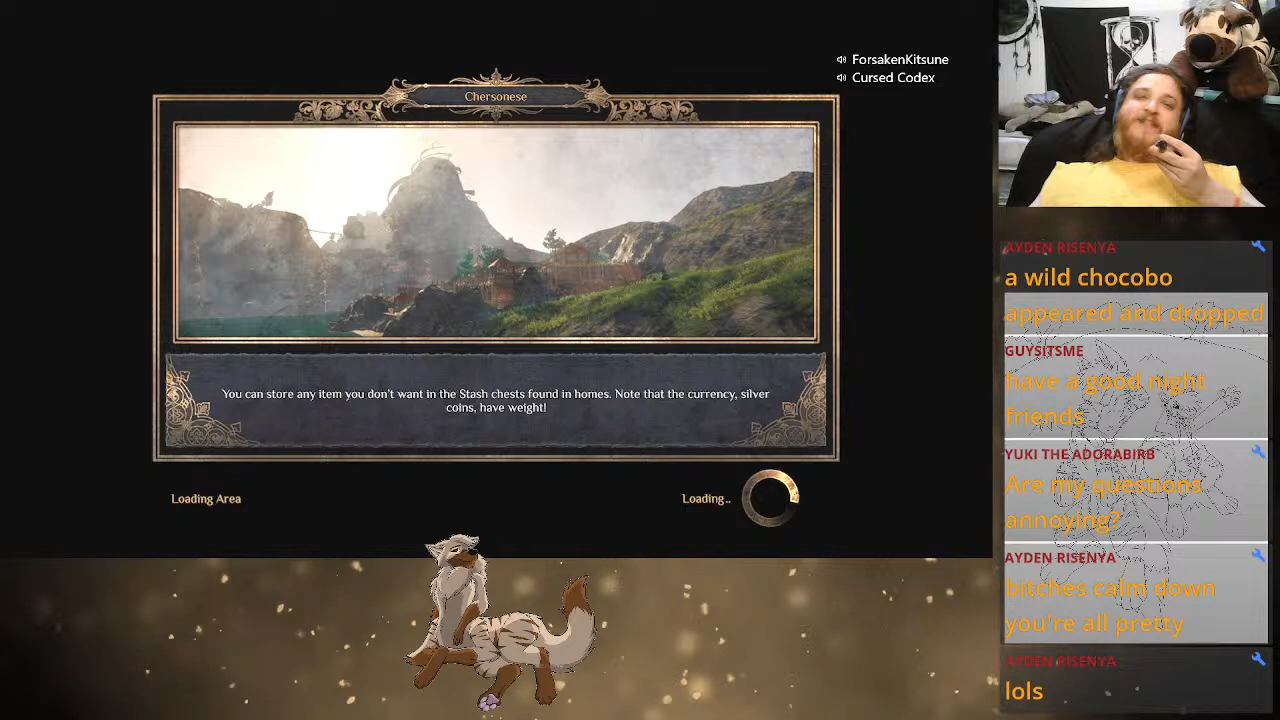 ForsakenKitsune
Cursed Codex
Chersonese
You can store any item you don't want in the Stash chests found in homes. Note that the currency, silver
coins, have weight!
Loading Area
Loading..
AYDEN RISENYA
a wild chocobo
appeared and dropped
GUYSITSME
have a good night
friends
YUKI THE ADORABIRB
Are my questions
annoying?
AYDEN RISENYA
bitches calm down
you're all pretty
AYDEN RISENYA
lols